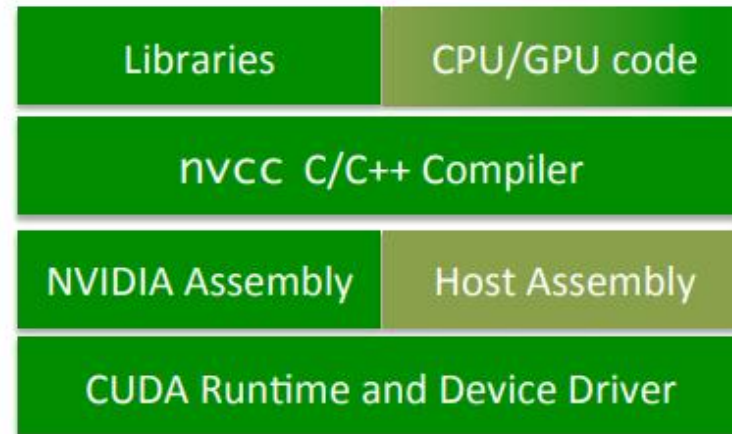 Libraries
CPU/GPU code
nvcc C/C++ Compiler
NVIDIA Assembly
Host Assembly
CUDA Runtime and Device Driver